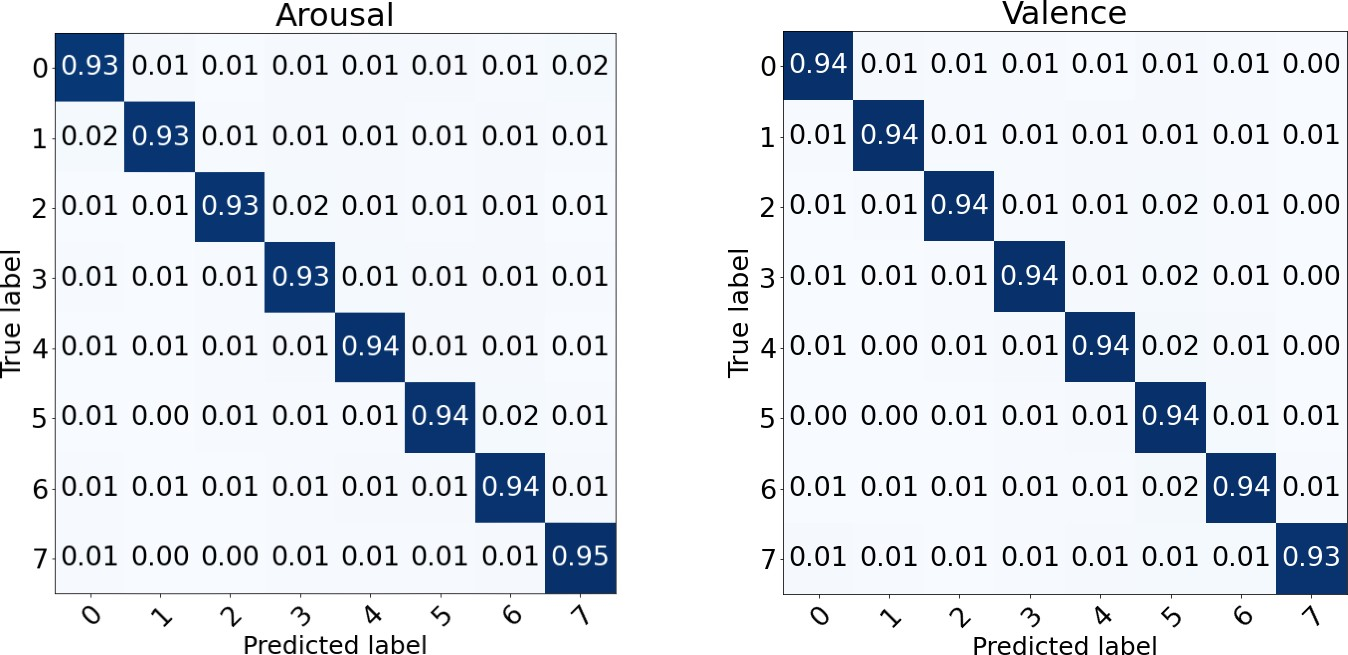 Arousal
0 0.93 0.01 0.01 0.01 0.01 0.01 0.01 0.02
1 0.02 0.93 0.01 0.01 0.01 0.01 0.01 0.01
2 0.01 0.01 0.93 0.02 0.01 0.01 0.01 0.01
3 0.01 0.01 0.01 0.93 0.01 0.01 0.01 0.01
4 0.01 0.01 0.01 0.01 0.94 0.01 0.01 0.01
5 0.01 0.00 0.01 0.01 0.01 0.94 0.02 0.01
6 0.01 0.01 0.01 0.01 0.01 0.01 0.94 0.01
7 0.01 0.00 0.00 0.01 0.01 0.01 0.01 0.95
0 1 2 3 4 5 6 7
True label
Predicted label
Valence
0 0.94 0.01 0.01 0.01 0.01 0.01 0.01 0.00
1 0.01 0.94 0.01 0.01 0.01 0.01 0.01 0.01
2 0.01 0.01 0.94 0.01 0.01 0.02 0.01 0.00
3 0.01 0.01 0.01 0.94 0.01 0.02 0.01 0.00
4 0.01 0.00 0.01 0.01 0.94 0.02 0.01 0.00
5 0.00 0.00 0.01 0.01 0.01 0.94 0.01 0.01
6 0.01 0.01 0.01 0.01 0.01 0.02 0.94 0.01
7 0.01 0.01 0.01 0.01 0.01 0.01 0.01 0.93
0 1 2 3 4 5 6 7
True label
Predicted label